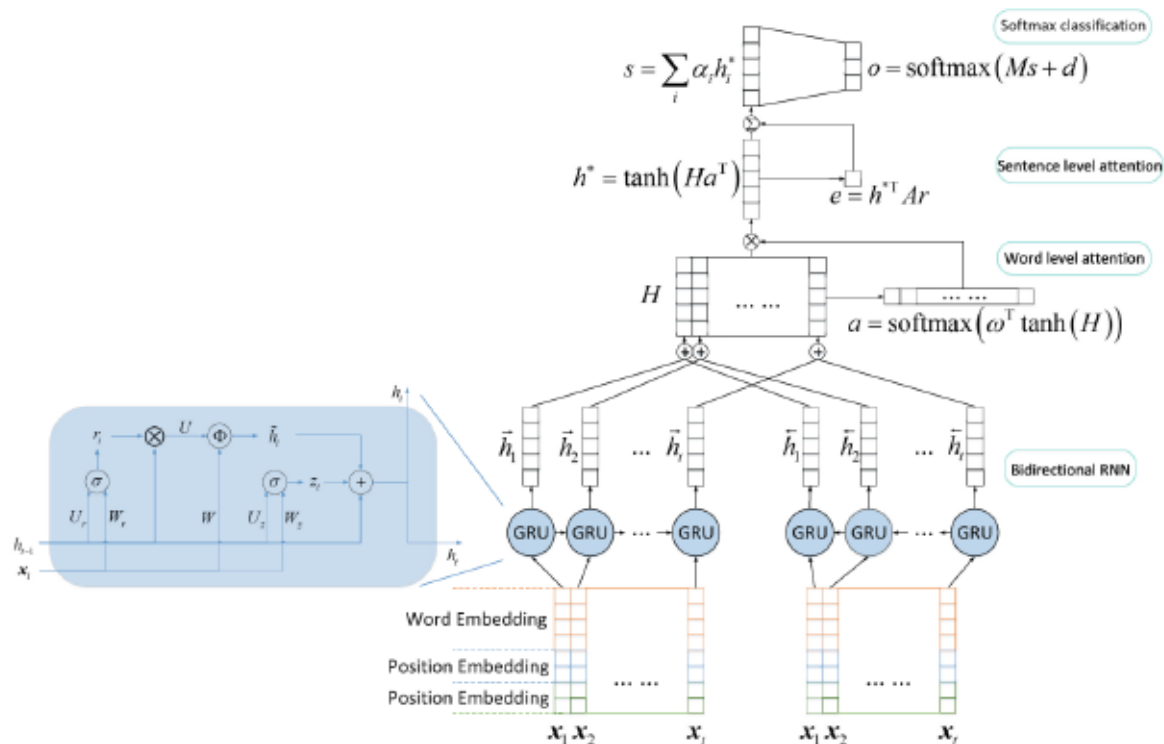 Softmax classification
s = ∑_i α_i h_i^*
o = softmax(Ms + d)
Σ
Sentence level attention
h^* = tanh(Ha^T)
e = h^{*T} Ar
⊗
Word level attention
H
... ...
... ...
a = softmax(ω^T tanh(H))
+ + +
h_t
r_t ⊗ U Φ h̃_t
σ σ z_t +
U_r W_r W U_z W_z
h_{t-1}
h_t
x_1
h⃗_1 h⃗_2 ... h⃗_t h⃖_1 h⃖_2 ... h⃖_t
Bidirectional RNN
GRU GRU ... GRU GRU GRU ... GRU
Word Embedding
Position Embedding
... ... ... ...
Position Embedding
x_1 x_2 x_t x_1 x_2 x_t